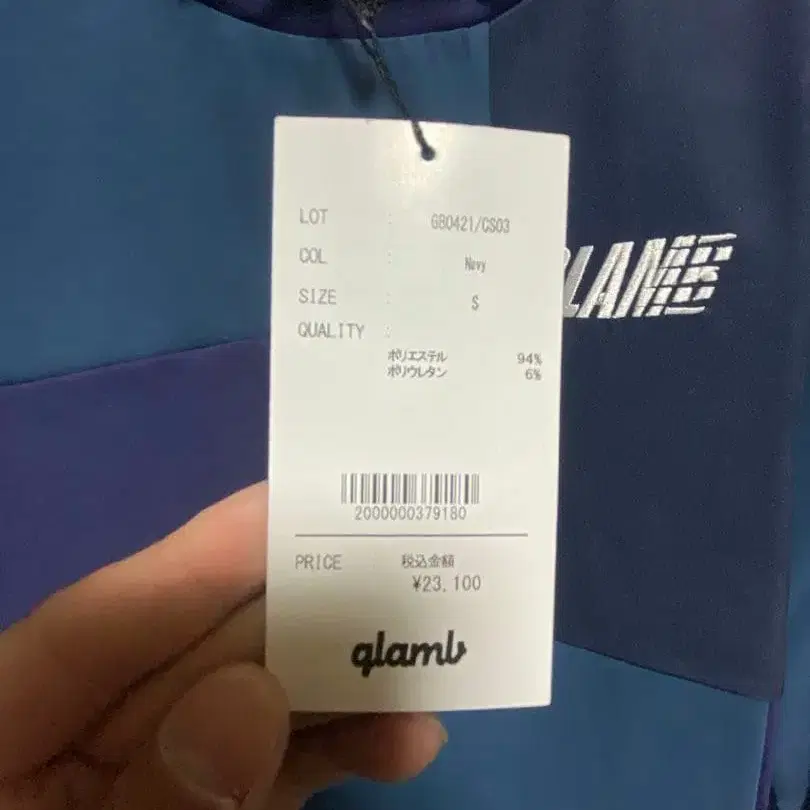 LOT : GB0421/CS03
COL : Navy
SIZE : S
QUALITY :
ポリエステル 94%
ポリウレタン 6%
2000000379180
PRICE : 税込金額
¥23,100
glamb